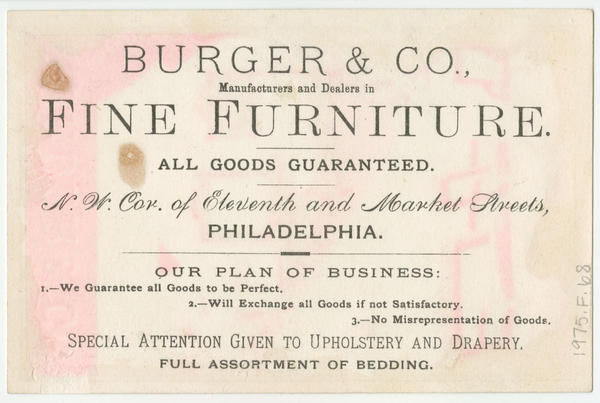 BURGER & CO.,
Manufacturers and Dealers in
FINE FURNITURE.
ALL GOODS GUARANTEED.
N. W. Cor. of Eleventh and Market Streets,
PHILADELPHIA.
OUR PLAN OF BUSINESS:
1.—We Guarantee all Goods to be Perfect.
2.—Will Exchange all Goods if not Satisfactory.
3.—No Misrepresentation of Goods.
SPECIAL ATTENTION GIVEN TO UPHOLSTERY AND DRAPERY.
FULL ASSORTMENT OF BEDDING.
1975.F.68